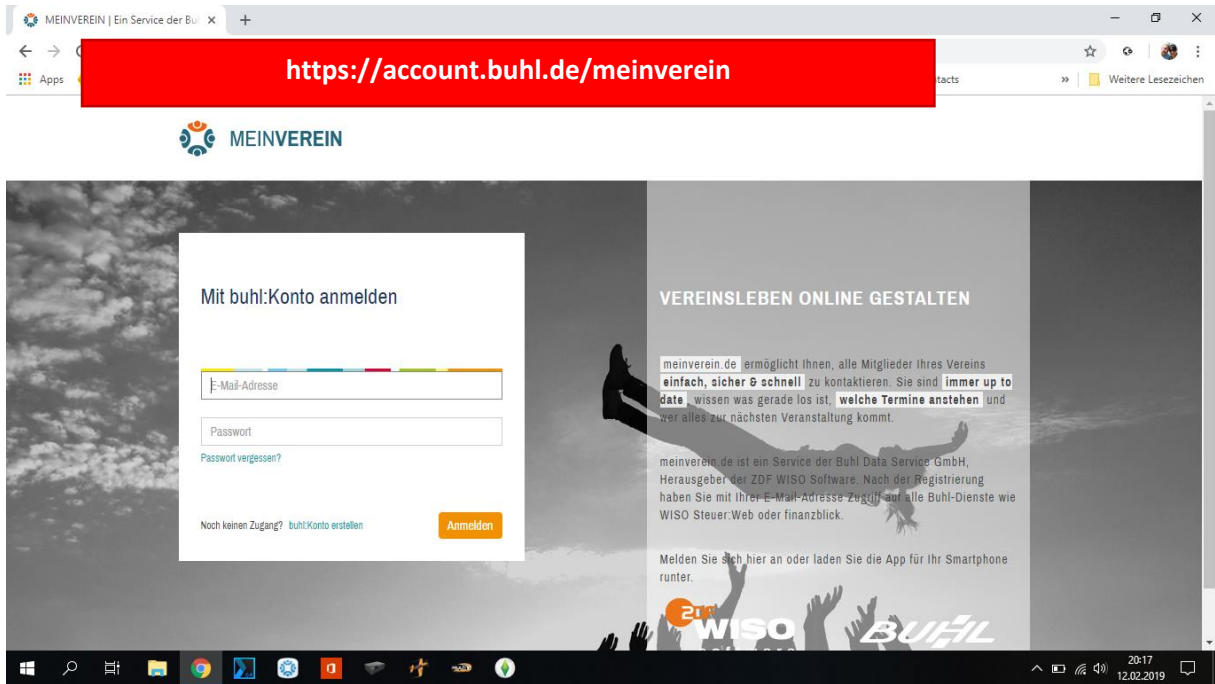 MEINVEREIN | Ein Service der Bu
https://account.buhl.de/meinverein
Apps
tacts
» Weitere Lesezeichen
MEINVEREIN
Mit buhl:Konto anmelden
E-Mail-Adresse
Passwort
Passwort vergessen?
Noch keinen Zugang? buhl:Konto erstellen
Anmelden
VEREINSLEBEN ONLINE GESTALTEN
meinverein.de ermöglicht Ihnen, alle Mitglieder Ihres Vereins
einfach, sicher & schnell zu kontaktieren. Sie sind immer up to
date, wissen was gerade los ist, welche Termine anstehen und
wer alles zur nächsten Veranstaltung kommt.
meinverein.de ist ein Service der Buhl Data Service GmbH,
Herausgeber der ZDF WISO Software. Nach der Registrierung
haben Sie mit Ihrer E-Mail-Adresse Zugriff auf alle Buhl-Dienste wie
WISO Steuer:Web oder finanzblick.
Melden Sie sich hier an oder laden Sie die App für Ihr Smartphone
runter.
ZDF
WISO
BUHL
20:17
12.02.2019